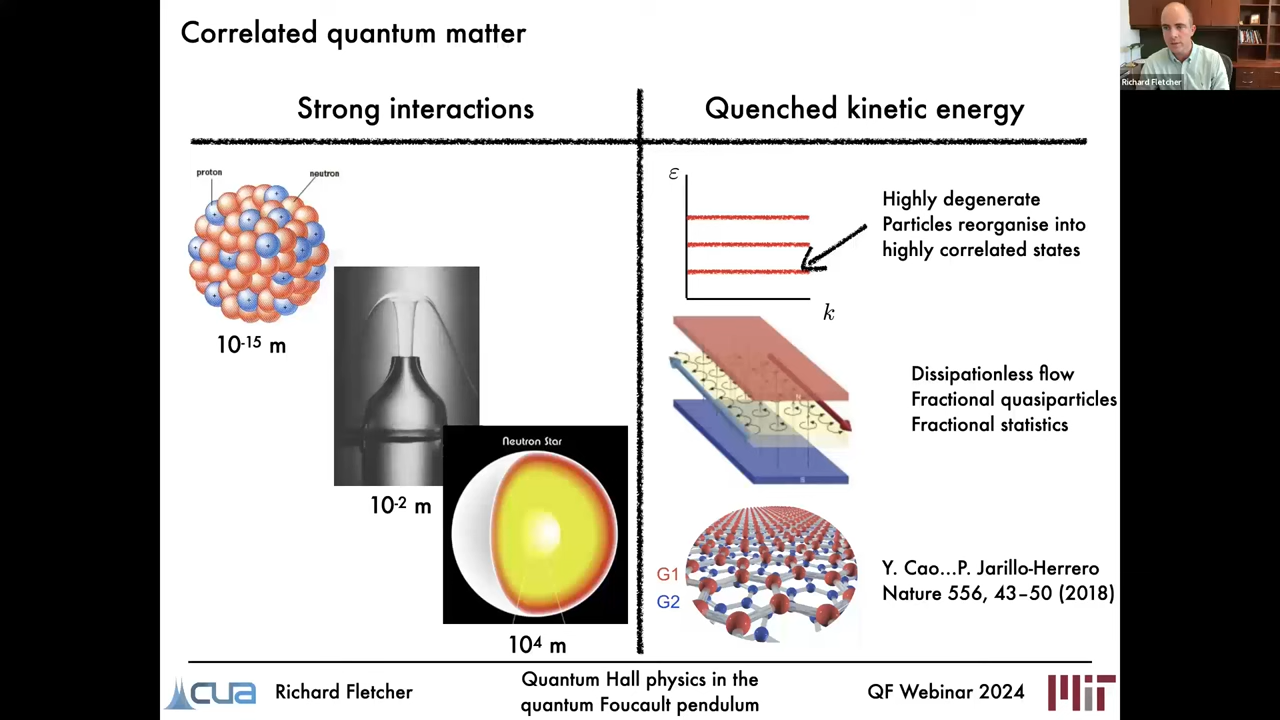 Correlated quantum matter
Richard Fletcher
Strong interactions
Quenched kinetic energy
proton
neutron
10-15 m
10-2 m
Neutron Star
104 m
ε
k
Highly degenerate
Particles reorganise into
highly correlated states
Dissipationless flow
Fractional quasiparticles
Fractional statistics
G1
G2
Y. Cao...P. Jarillo-Herrero
Nature 556, 43–50 (2018)
cua
Richard Fletcher
Quantum Hall physics in the
quantum Foucault pendulum
QF Webinar 2024
MIT